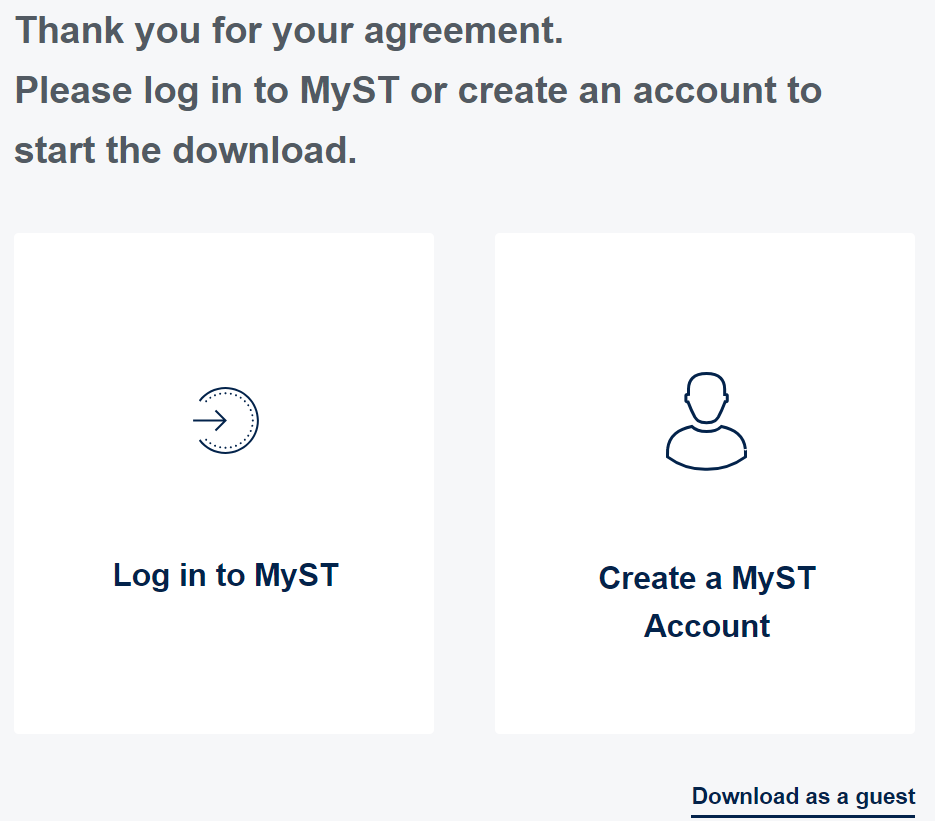 Thank you for your agreement.
Please log in to MyST or create an account to
start the download.
Log in to MyST
Create a MyST
Account
Download as a guest